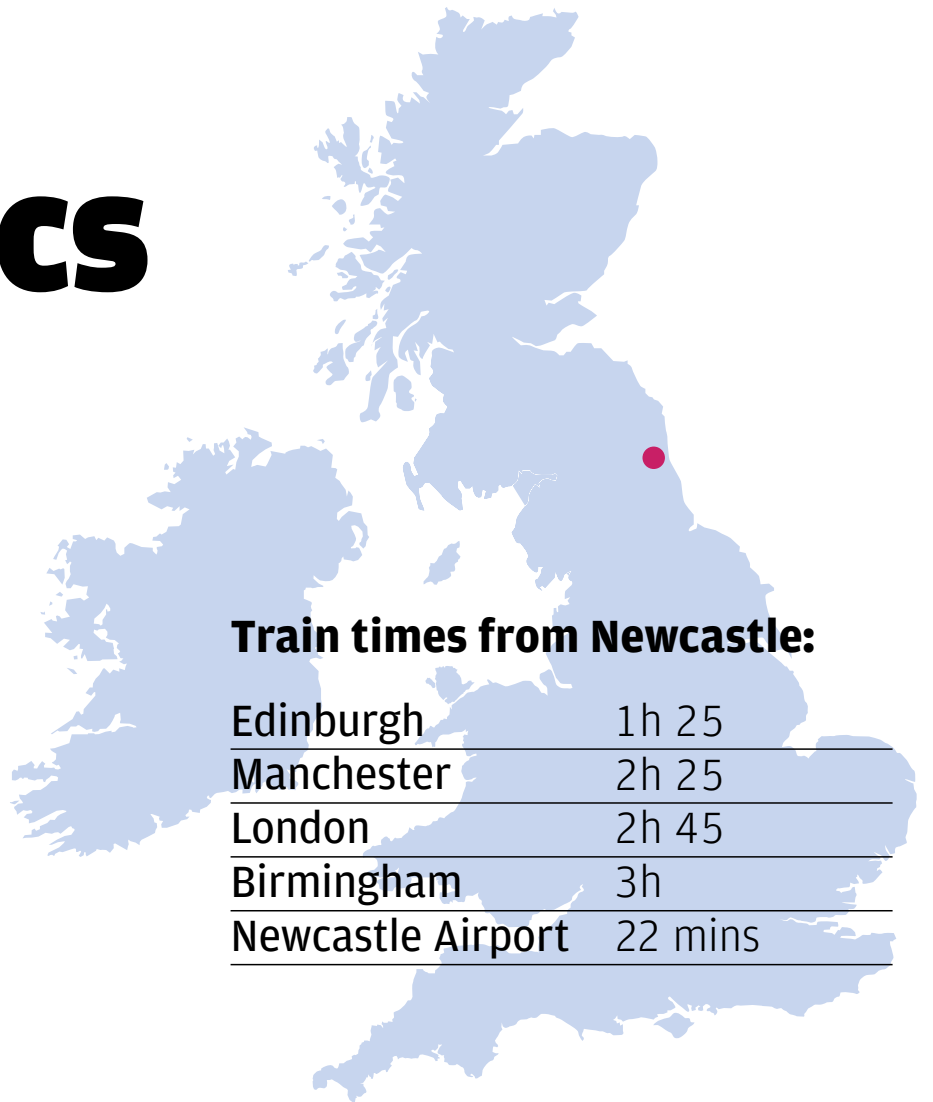 cs
Train times from Newcastle:
Edinburgh 1h 25
Manchester 2h 25
London 2h 45
Birmingham 3h
Newcastle Airport 22 mins